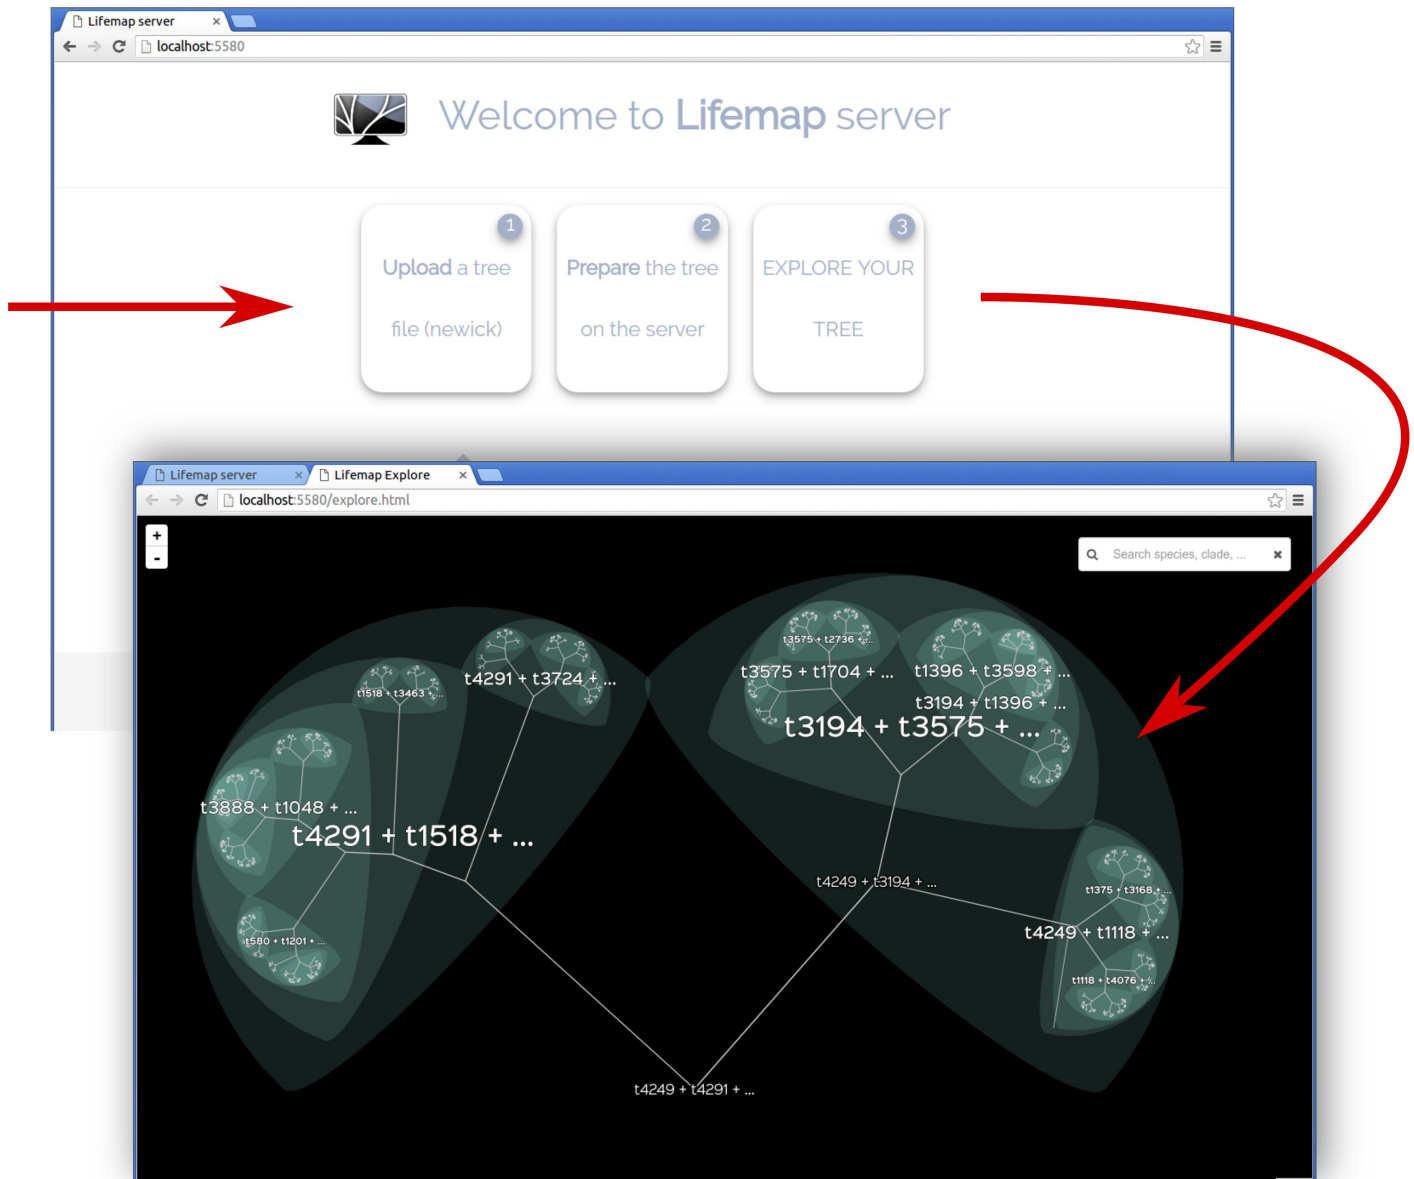 Lifemap server
localhost:5580
Welcome to Lifemap server
1
Upload a tree
file (newick)
2
Prepare the tree
on the server
3
EXPLORE YOUR
TREE
Lifemap server
Lifemap Explore
localhost:5580/explore.html
+
-
Search species, clade, ...
t3575 + t2736 +...
t3575 + t1704 + ...
t1396 + t3598 + ...
t3194 + t1396 + ...
t3194 + t3575 + ...
t1518 + t3463 +...
t4291 + t3724 + ...
t3888 + t1048 + ...
t4291 + t1518 + ...
t580 + t1201 + ...
t4249 + t3194 + ...
t1375 + t3168 + ...
t4249 + t1118 + ...
t1118 + t4076 + ...
t4249 + t4291 + ...